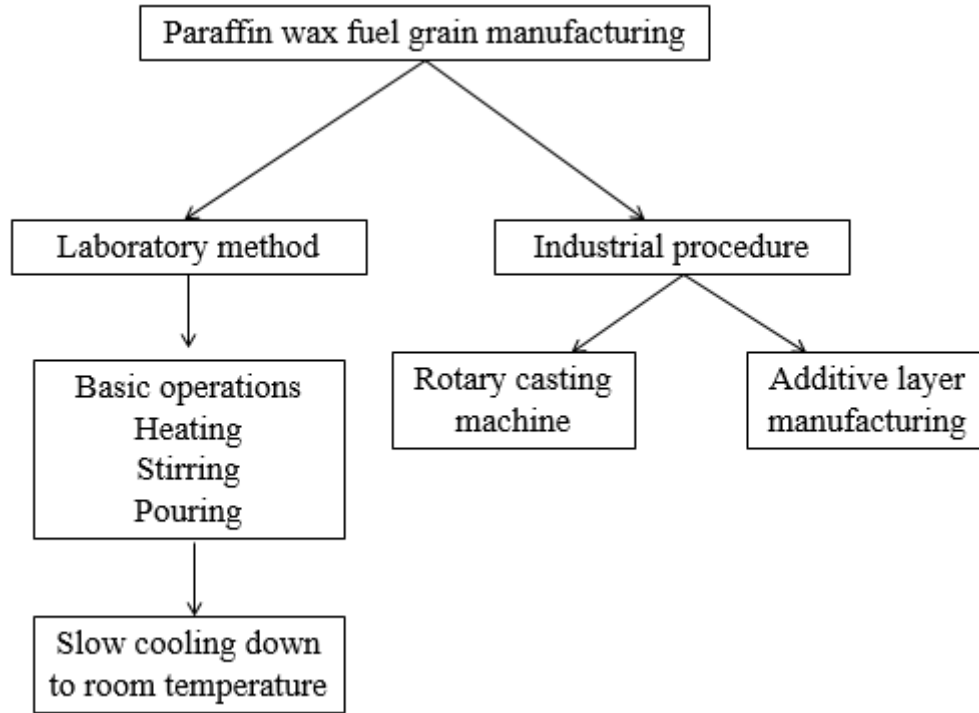 Paraffin wax fuel grain manufacturing
Laboratory method
Industrial procedure
Basic operations
Heating
Stirring
Pouring
Rotary casting
machine
Additive layer
manufacturing
Slow cooling down
to room temperature